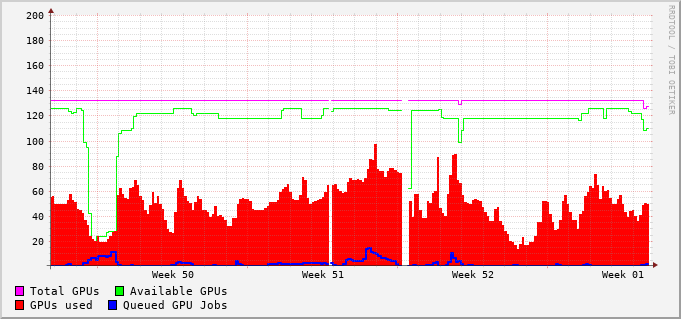 200
180
160
140
120
100
80
60
40
20
Week 50 Week 51 Week 52 Week 01
Total GPUs Available GPUs
GPUs used Queued GPU Jobs
RRDTOOL / TOBI OETIKER